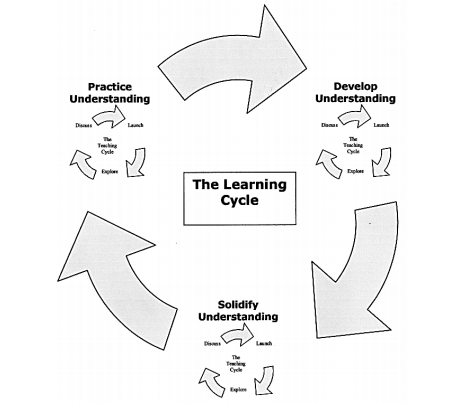 Practice
Understanding
Discuss
Launch
The
Teaching
Cycle
Explore
Develop
Understanding
Discuss
Launch
The
Teaching
Cycle
Explore
The Learning
Cycle
Solidify
Understanding
Discuss
Launch
The
Teaching
Cycle
Explore